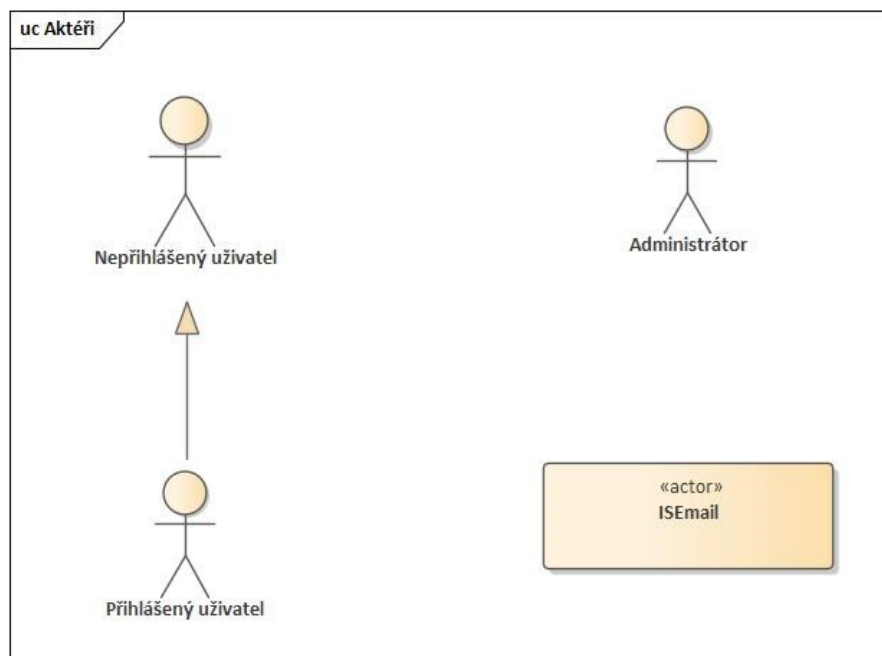 uc Aktéři
Nepřihlášený uživatel
Administrátor
«actor»
ISEmail
Přihlášený uživatel